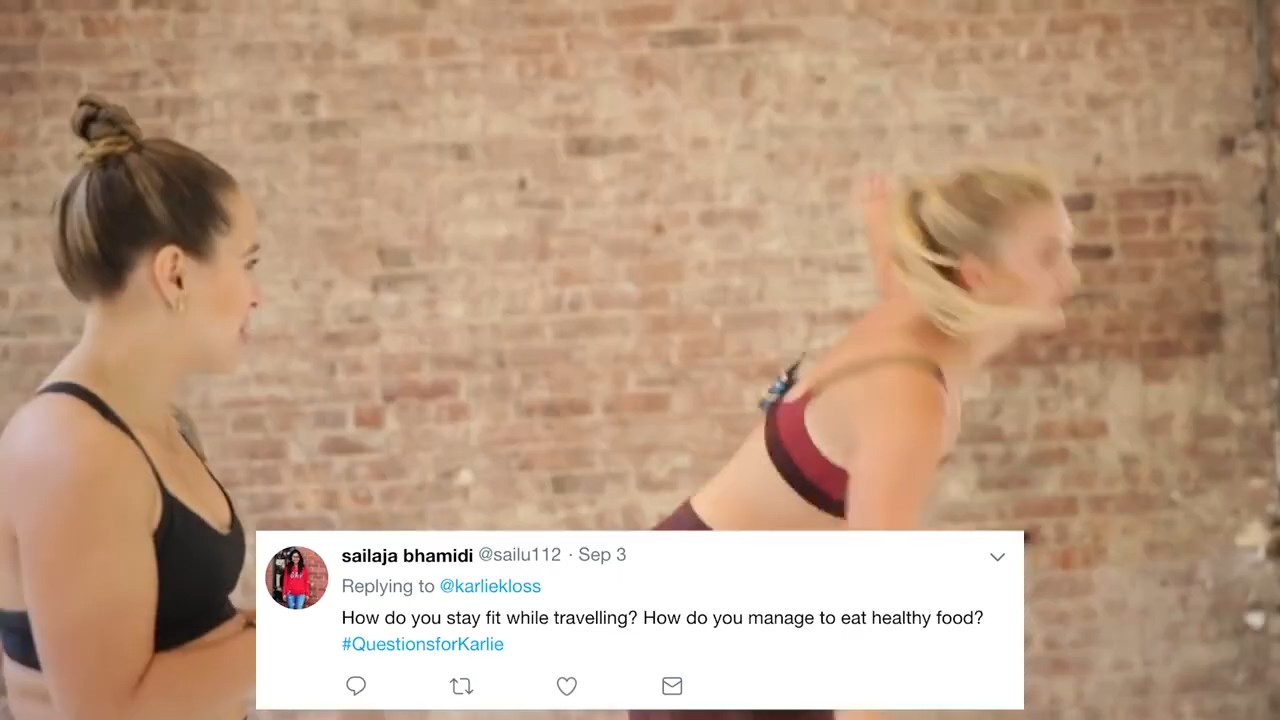 sailaja bhamidi @sailu112 · Sep 3
Replying to @karliekloss
How do you stay fit while travelling? How do you manage to eat healthy food?
#QuestionsforKarlie